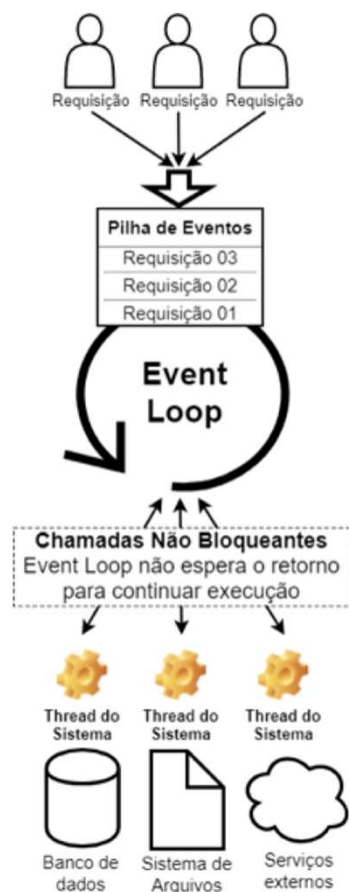 Requisição Requisição Requisição
Pilha de Eventos
Requisição 03
Requisição 02
Requisição 01
Event
Loop
Chamadas Não Bloqueantes
Event Loop não espera o retorno
para continuar execução
Thread do Thread do Thread do
Sistema Sistema Sistema
Banco de Sistema de Serviços
dados Arquivos externos